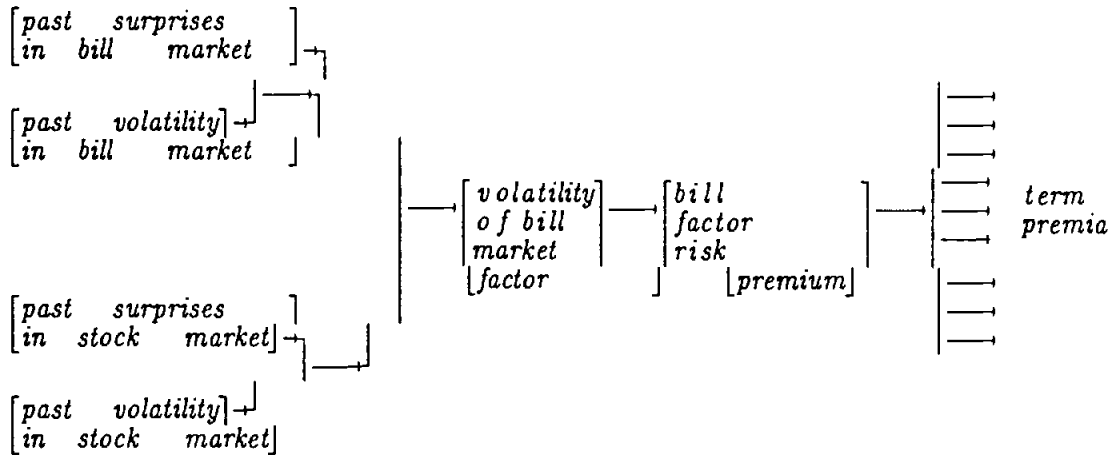 past surprises
in bill market
past volatility
in bill market
past surprises
in stock market
past volatility
in stock market
volatility
of bill
market
factor
bill
factor
risk
premium
term
premia